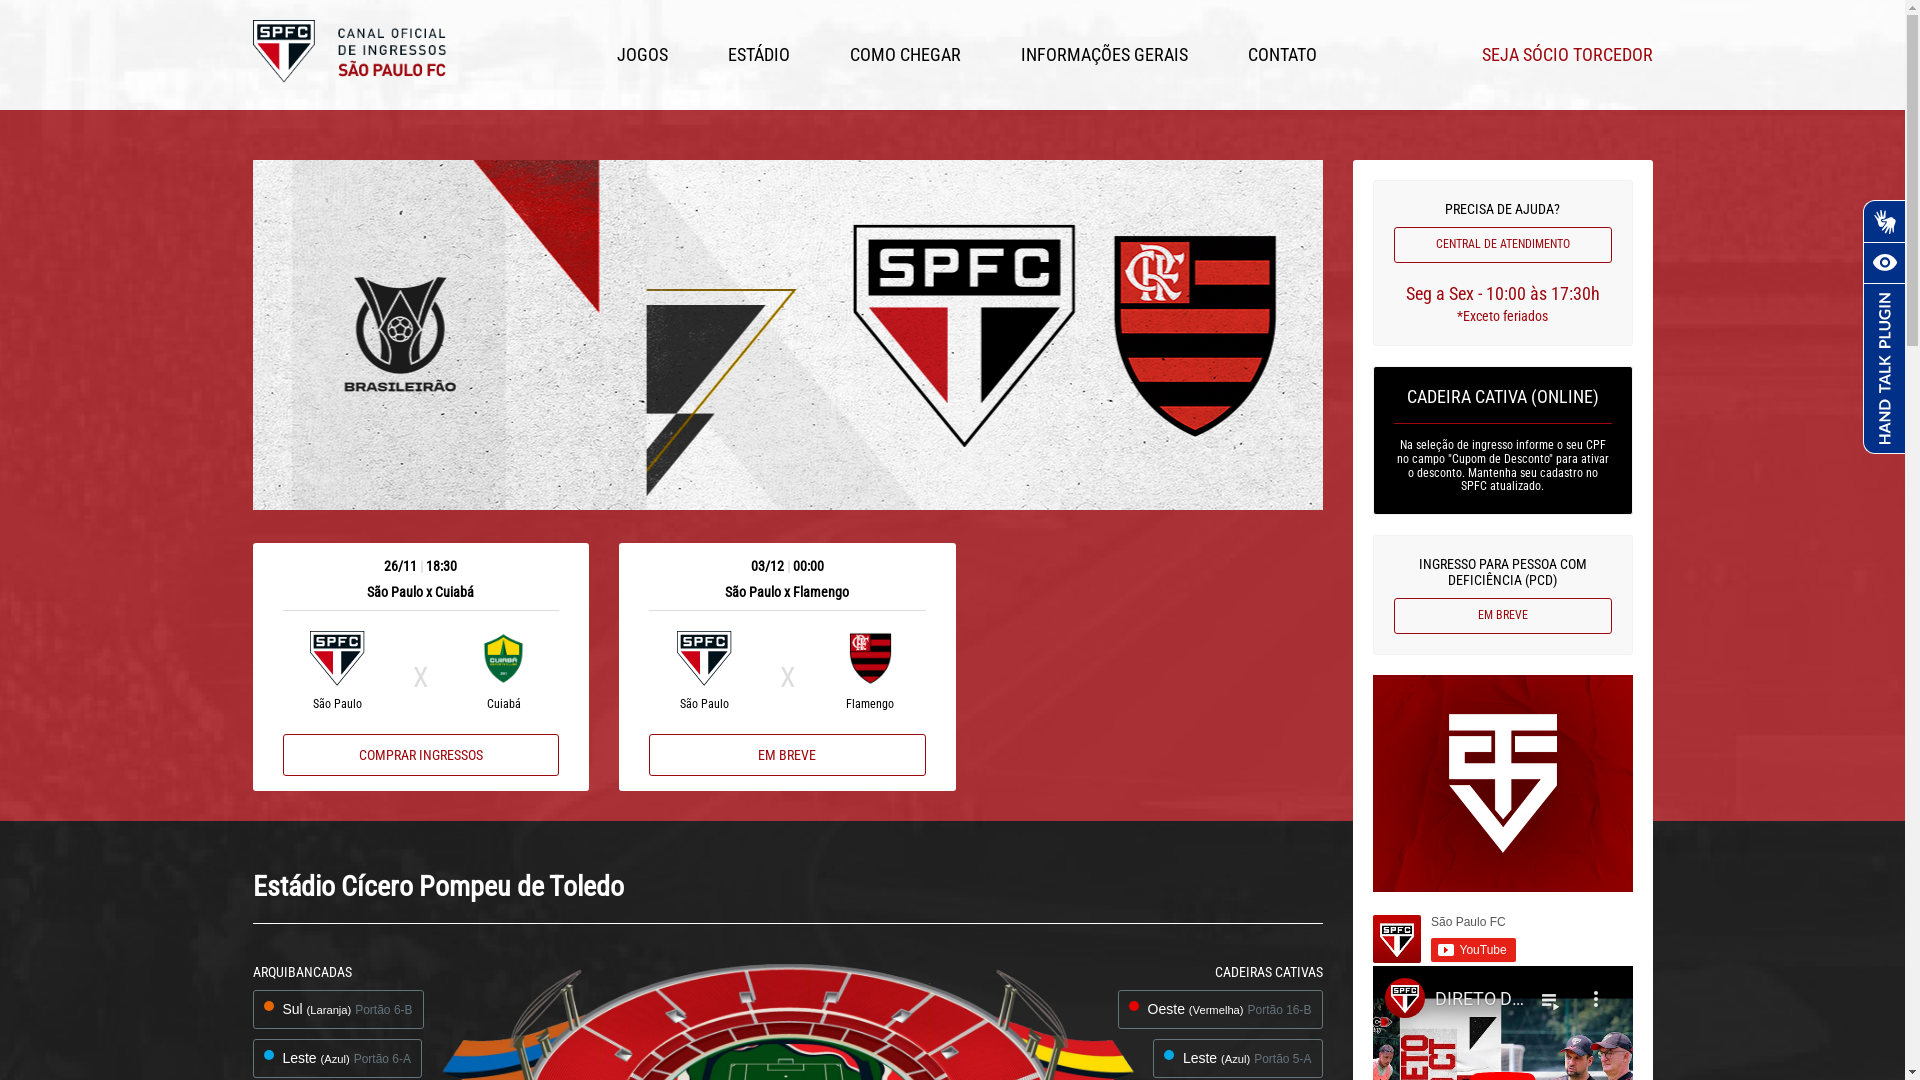 SPFC
CANAL OFICIAL
DE INGRESSOS
SÃO PAULO FC
JOGOS
ESTÁDIO
COMO CHEGAR
INFORMAÇÕES GERAIS
CONTATO
SEJA SÓCIO TORCEDOR
BRASILEIRÃO
SPFC
CRF
PRECISA DE AJUDA?
CENTRAL DE ATENDIMENTO
Seg a Sex - 10:00 às 17:30h
*Exceto feriados
HAND TALK PLUGIN
CADEIRA CATIVA (ONLINE)
Na seleção de ingresso informe o seu CPF
no campo "Cupom de Desconto" para ativar
o desconto. Mantenha seu cadastro no
SPFC atualizado.
INGRESSO PARA PESSOA COM
DEFICIÊNCIA (PCD)
EM BREVE
26/11 | 18:30
São Paulo x Cuiabá
SPFC
X
CUIABÁ
São Paulo
Cuiabá
COMPRAR INGRESSOS
03/12 | 00:00
São Paulo x Flamengo
SPFC
X
CRF
São Paulo
Flamengo
EM BREVE
Estádio Cícero Pompeu de Toledo
ARQUIBANCADAS
Sul (Laranja) Portão 6-B
Leste (Azul) Portão 6-A
CADEIRAS CATIVAS
Oeste (Vermelha) Portão 16-B
Leste (Azul) Portão 5-A
SPFC
São Paulo FC
YouTube
SPFC
DIRETO D...